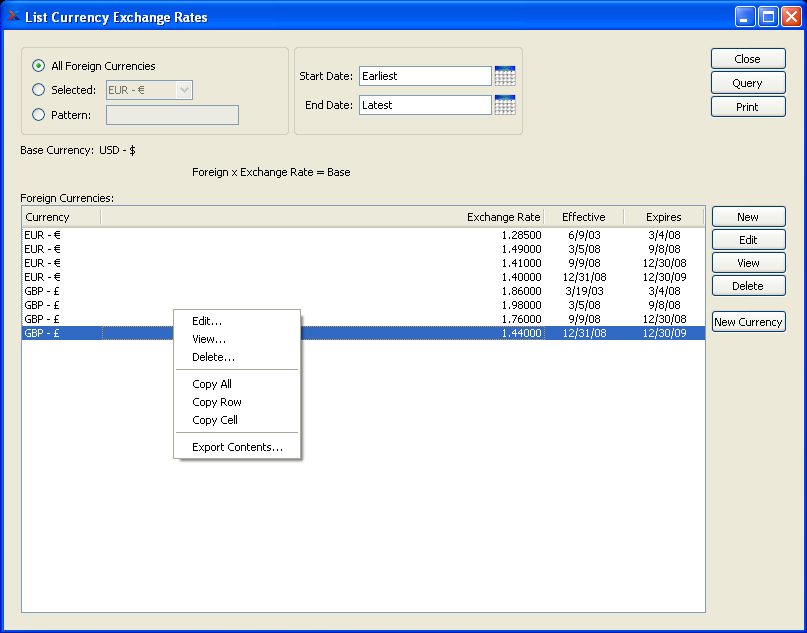 List Currency Exchange Rates
All Foreign Currencies
Selected: EUR - €
Pattern:
Start Date: Earliest
End Date: Latest
Close
Query
Print
Base Currency: USD - $
Foreign x Exchange Rate = Base
Foreign Currencies:
Currency Exchange Rate Effective Expires
EUR - € 1.28500 6/9/03 3/4/08
EUR - € 1.49000 3/5/08 9/8/08
EUR - € 1.41000 9/9/08 12/30/08
EUR - € 1.40000 12/31/08 12/30/09
GBP - £ 1.86000 3/19/03 3/4/08
GBP - £ 1.98000 3/5/08 9/8/08
GBP - £ 1.76000 9/9/08 12/30/08
GBP - £ 1.44000 12/31/08 12/30/09
New
Edit
View
Delete
New Currency
Edit...
View...
Delete...
Copy All
Copy Row
Copy Cell
Export Contents...